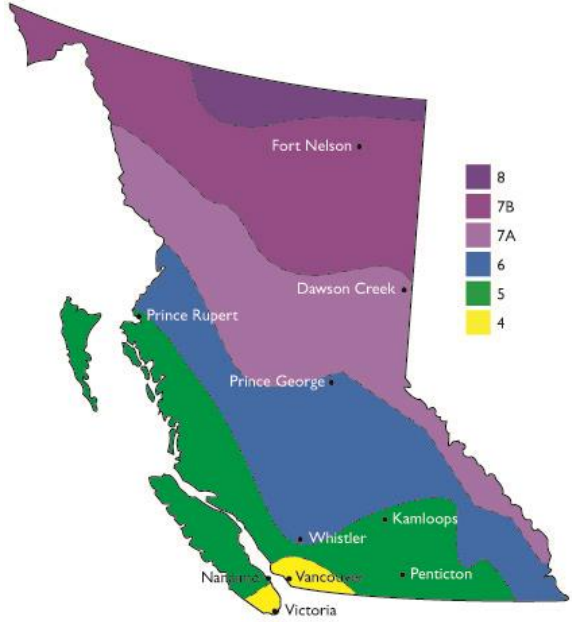 Fort Nelson
8
7B
7A
6
5
4
Dawson Creek
Prince Rupert
Prince George
Kamloops
Whistler
Nanaimo
Vancouver
Penticton
Victoria